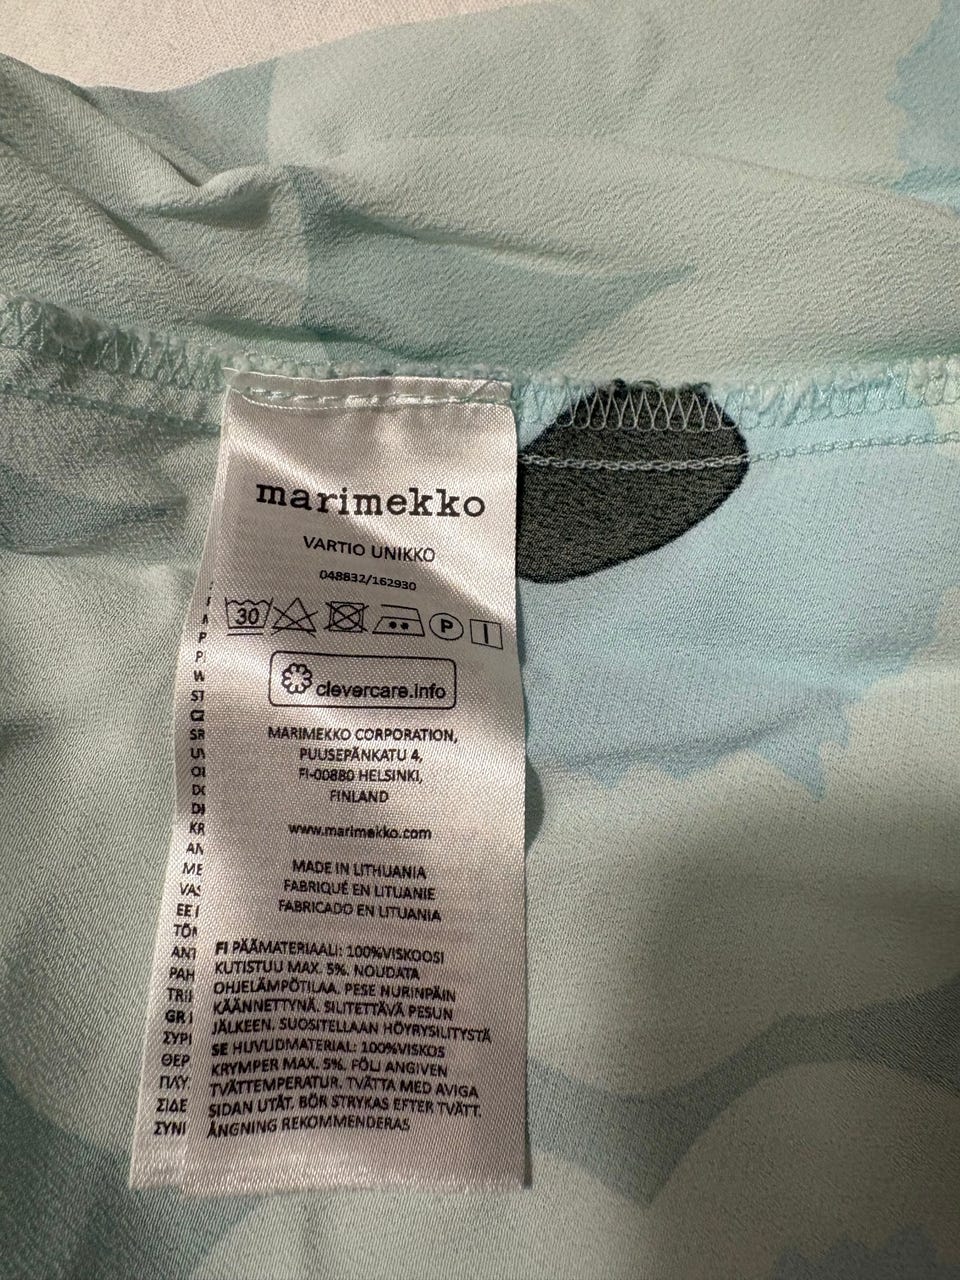 marimekko
VARTIO UNIKKO
048832/162930
30 P
clevercare.info
MARIMEKKO CORPORATION,
PUUSEPÄNKATU 4,
FI-00880 HELSINKI,
FINLAND
www.marimekko.com
MADE IN LITHUANIA
FABRIQUÉ EN LITUANIE
FABRICADO EN LITUANIA
FI PÄÄMATERIAALI: 100%VISKOOSI
KUTISTUU MAX. 5%. NOUDATA
OHJELÄMPÖTILAA. PESE NURINPÄIN
KÄÄNNETTYNÄ. SILITETTÄVÄ PESUN
JÄLKEEN. SUOSITELLAAN HÖYRYSILITYSTÄ
SE HUVUDMATERIAL: 100%VISKOS
KRYMPER MAX. 5%. FÖLJ ANGIVEN
TVÄTTEMPERATUR. TVÄTTA MED AVIGA
SIDAN UTÅT. BÖR STRYKAS EFTER TVÄTT.
ÅNGNING REKOMMENDERAS